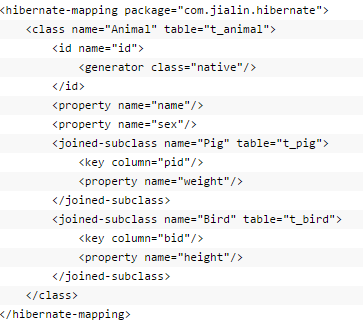 <hibernate-mapping package="com.jialin.hibernate">
    <class name="Animal" table="t_animal">
        <id name="id">
            <generator class="native"/>
        </id>
        <property name="name"/>
        <property name="sex"/>
        <joined-subclass name="Pig" table="t_pig">
            <key column="pid"/>
            <property name="weight"/>
        </joined-subclass>
        <joined-subclass name="Bird" table="t_bird">
            <key column="bid"/>
            <property name="height"/>
        </joined-subclass>
    </class>
</hibernate-mapping>